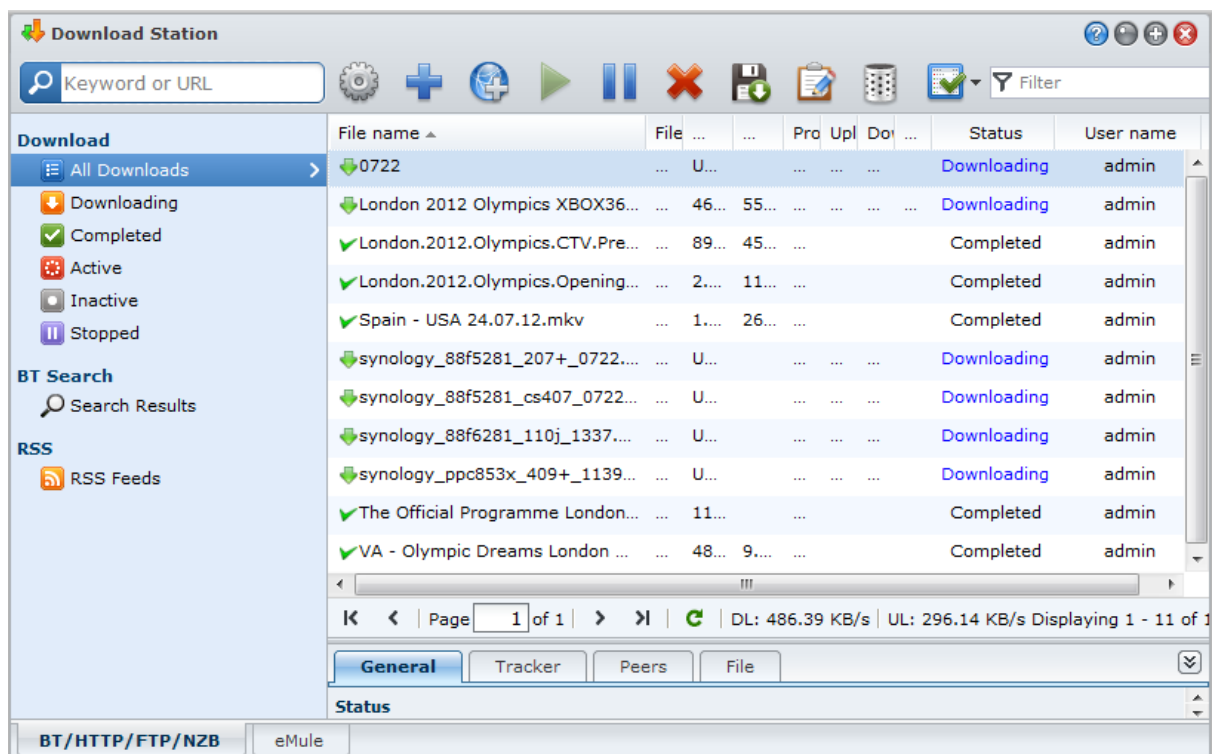 Download Station
Keyword or URL
Filter
Download
All Downloads
Downloading
Completed
Active
Inactive
Stopped
BT Search
Search Results
RSS
RSS Feeds
File name File ... ... Pro Upl Dov ... Status User name
0722 ... U... ... ... ... Downloading admin
London 2012 Olympics XBOX36... ... 46... 55... ... ... ... ... Downloading admin
London.2012.Olympics.CTV.Pre... ... 89... 45... ... Completed admin
London.2012.Olympics.Opening... ... 2.... 11... ... Completed admin
Spain - USA 24.07.12.mkv ... 1.... 26... ... Completed admin
synology_88f5281_207+_0722.... ... U... ... ... ... Downloading admin
synology_88f5281_cs407_0722... ... U... ... ... ... Downloading admin
synology_88f6281_110j_1337.... ... U... ... ... ... Downloading admin
synology_ppc853x_409+_1139... ... U... ... ... ... Downloading admin
The Official Programme London... ... 11... ... Completed admin
VA - Olympic Dreams London ... ... 48... 9.... ... Completed admin
Page 1 of 1 DL: 486.39 KB/s UL: 296.14 KB/s Displaying 1 - 11 of 1
General Tracker Peers File
Status
BT/HTTP/FTP/NZB eMule